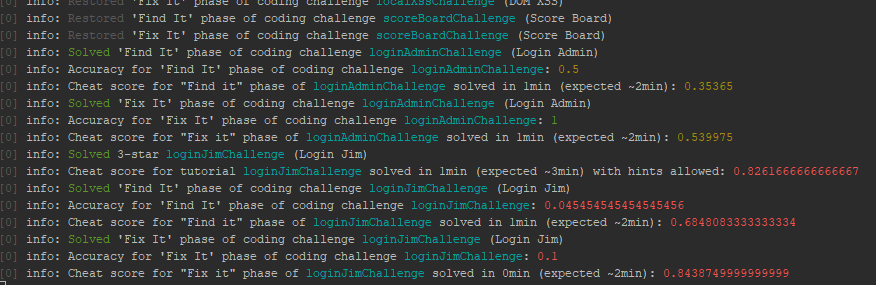 [0] info: Restored 'Fix It' phase of coding challenge localXssChallenge (DOM XSS)
[0] info: Restored 'Find It' phase of coding challenge scoreBoardChallenge (Score Board)
[0] info: Restored 'Fix It' phase of coding challenge scoreBoardChallenge (Score Board)
[0] info: Solved 'Find It' phase of coding challenge loginAdminChallenge (Login Admin)
[0] info: Accuracy for 'Find It' phase of coding challenge loginAdminChallenge: 0.5
[0] info: Cheat score for "Find it" phase of loginAdminChallenge solved in 1min (expected ~2min): 0.35365
[0] info: Solved 'Fix It' phase of coding challenge loginAdminChallenge (Login Admin)
[0] info: Accuracy for 'Fix It' phase of coding challenge loginAdminChallenge: 1
[0] info: Cheat score for "Fix it" phase of loginAdminChallenge solved in 1min (expected ~2min): 0.539975
[0] info: Solved 3-star loginJimChallenge (Login Jim)
[0] info: Cheat score for tutorial loginJimChallenge solved in 1min (expected ~3min) with hints allowed: 0.8261666666666667
[0] info: Solved 'Find It' phase of coding challenge loginJimChallenge (Login Jim)
[0] info: Accuracy for 'Find It' phase of coding challenge loginJimChallenge: 0.045454545454545456
[0] info: Cheat score for "Find it" phase of loginJimChallenge solved in 1min (expected ~2min): 0.6848083333333334
[0] info: Solved 'Fix It' phase of coding challenge loginJimChallenge (Login Jim)
[0] info: Accuracy for 'Fix It' phase of coding challenge loginJimChallenge: 0.1
[0] info: Cheat score for "Fix it" phase of loginJimChallenge solved in 0min (expected ~2min): 0.8438749999999999